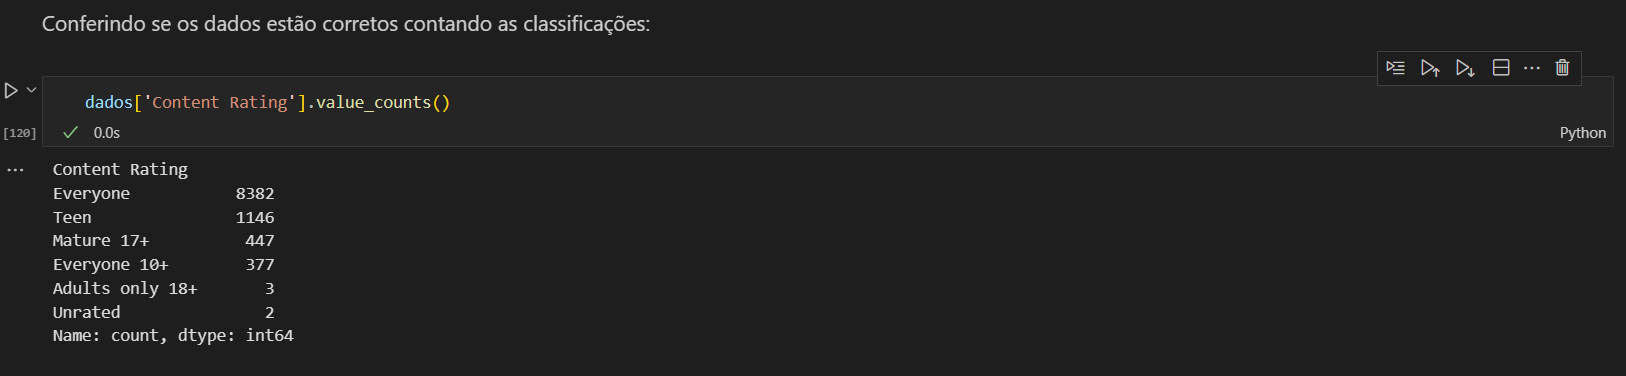 Conferindo se os dados estão corretos contando as classificações:
dados['Content Rating'].value_counts()
[120] 0.0s Python
Content Rating
Everyone 8382
Teen 1146
Mature 17+ 447
Everyone 10+ 377
Adults only 18+ 3
Unrated 2
Name: count, dtype: int64